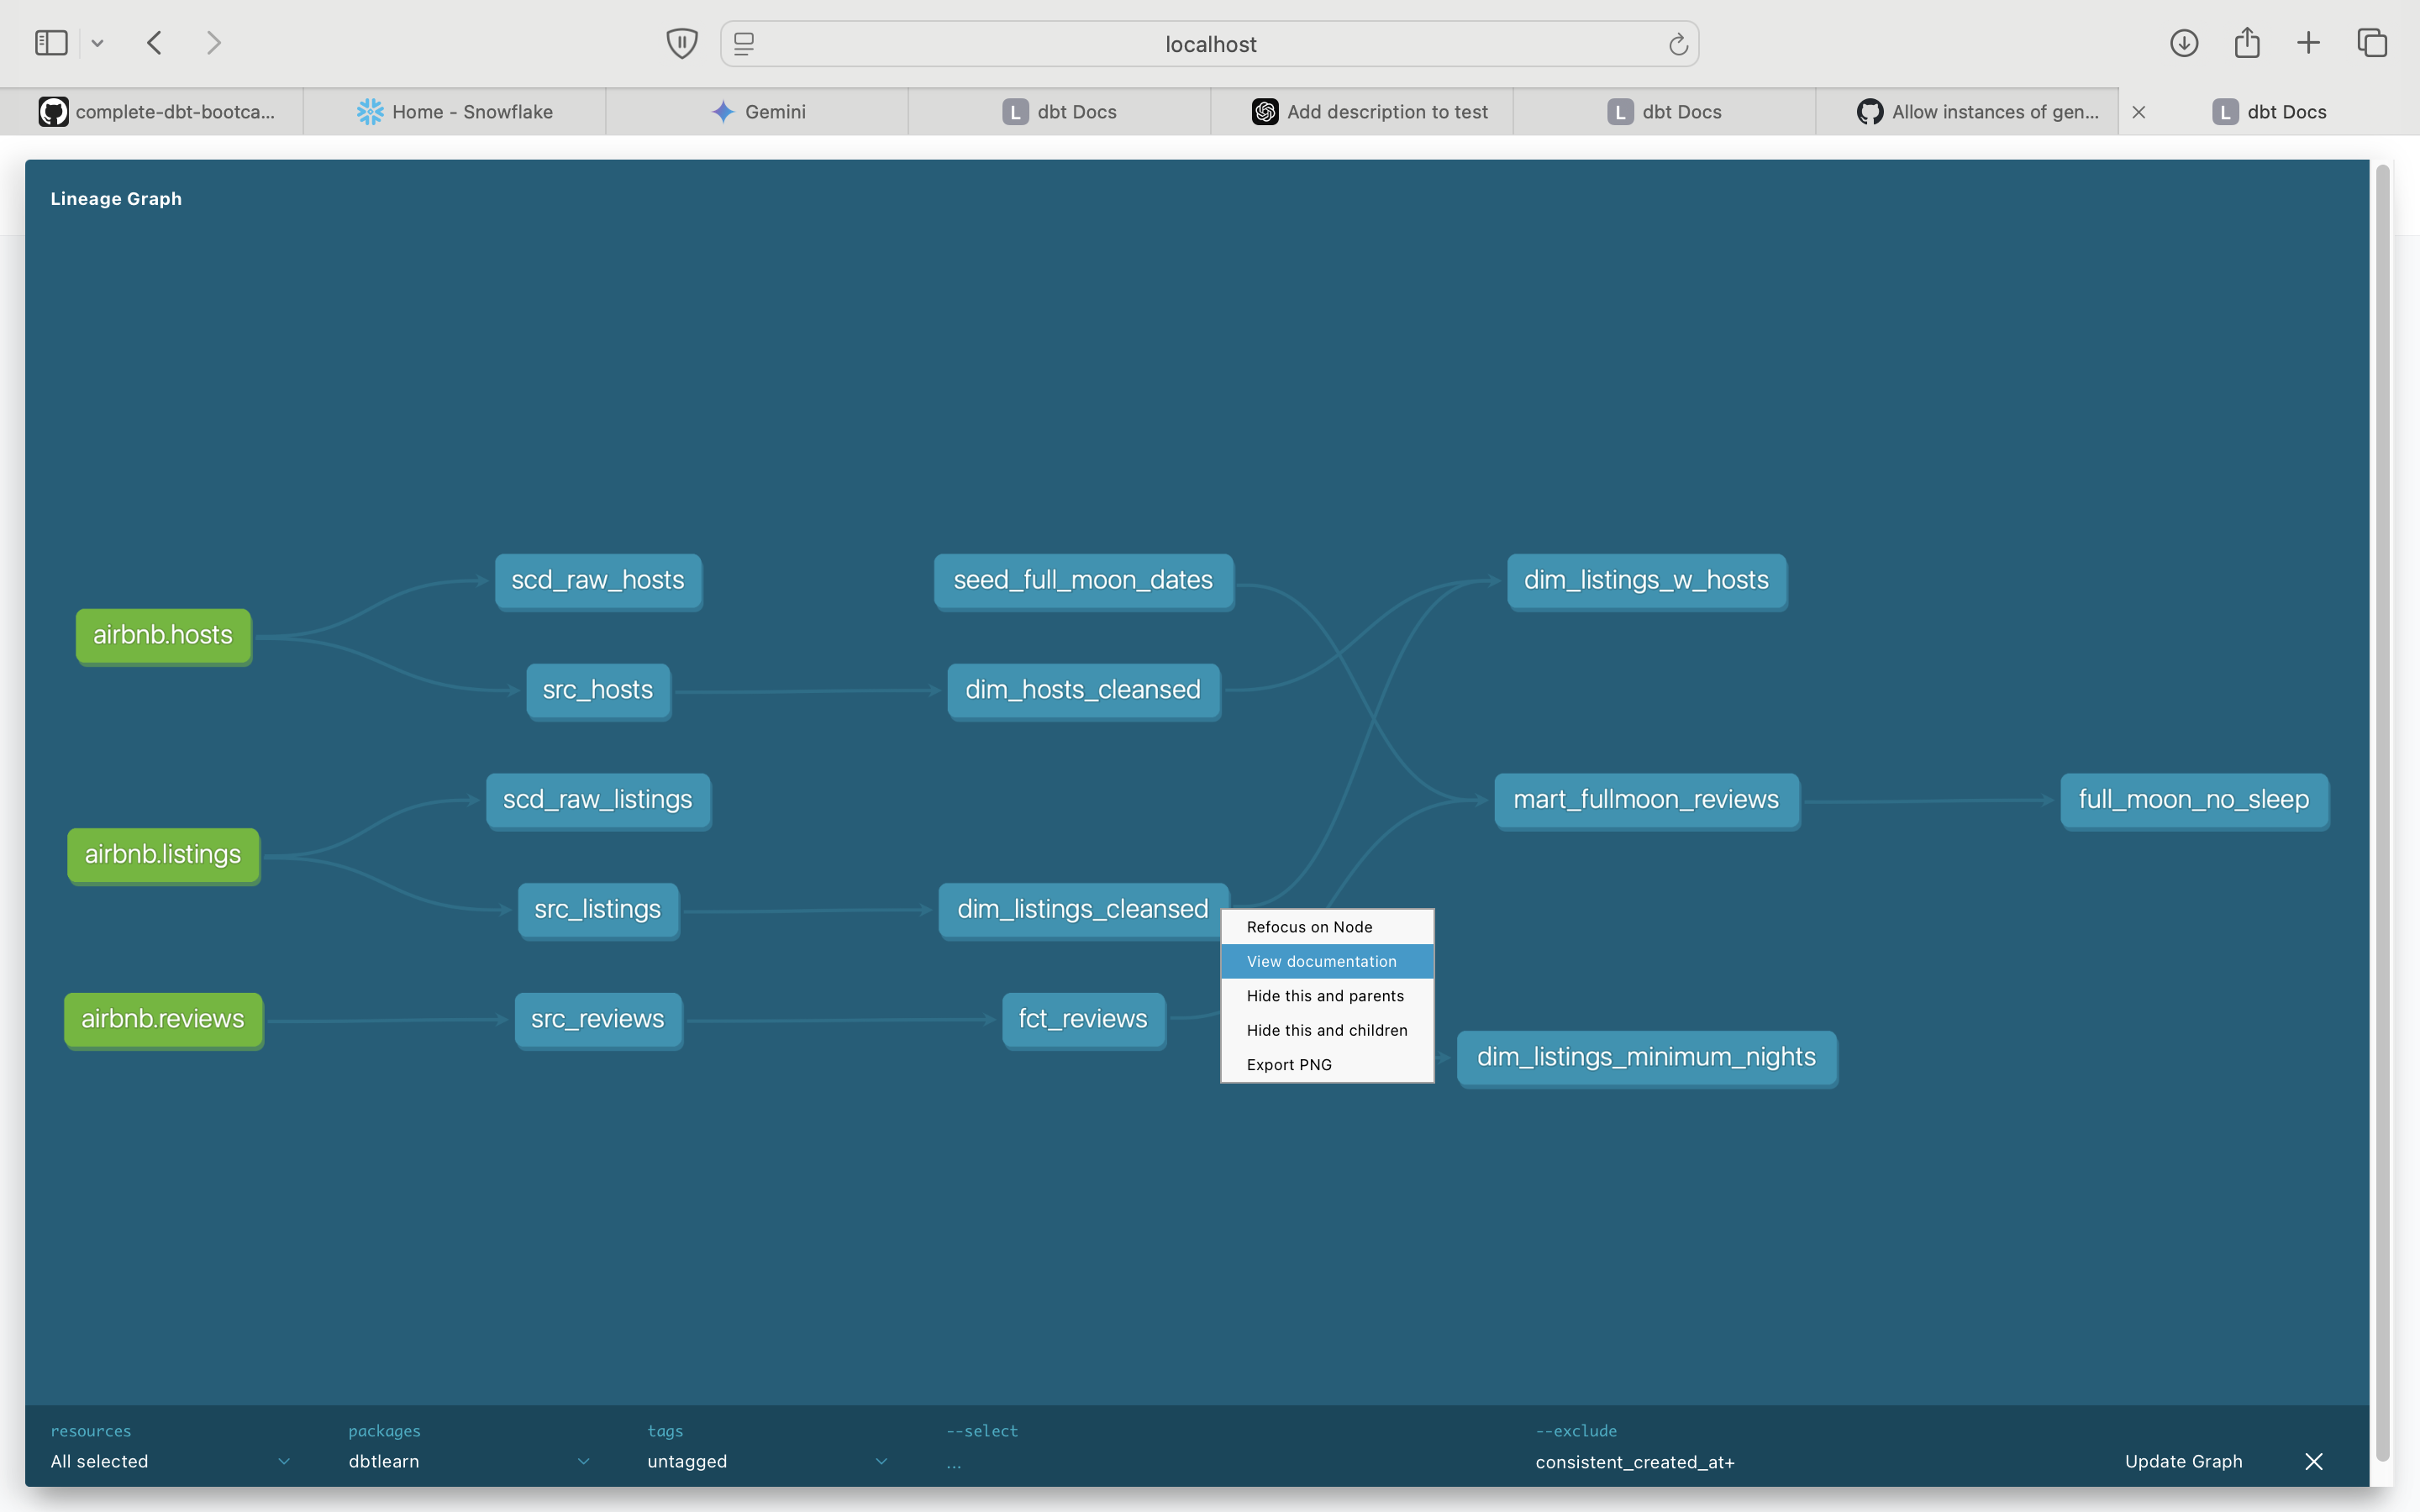 localhost
complete-dbt-bootca...
Home - Snowflake
Gemini
dbt Docs
Add description to test
dbt Docs
Allow instances of gen...
dbt Docs
Lineage Graph
scd_raw_hosts
seed_full_moon_dates
dim_listings_w_hosts
airbnb.hosts
src_hosts
dim_hosts_cleansed
scd_raw_listings
mart_fullmoon_reviews
full_moon_no_sleep
airbnb.listings
src_listings
dim_listings_cleansed
Refocus on Node
View documentation
Hide this and parents
Hide this and children
Export PNG
airbnb.reviews
src_reviews
fct_reviews
dim_listings_minimum_nights
resources
All selected
packages
dbtlearn
tags
untagged
--select
...
--exclude
consistent_created_at+
Update Graph